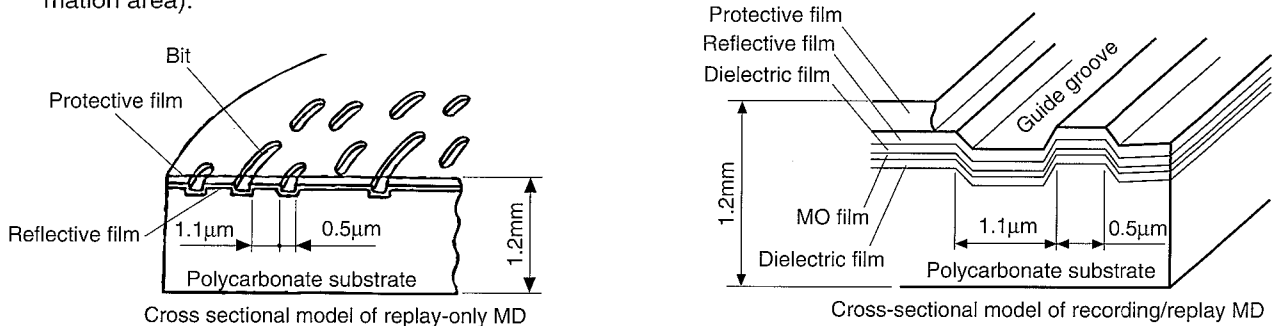 mation area).
Bit
Protective film
Reflective film
1.1μm
0.5μm
1.2mm
Polycarbonate substrate
Cross sectional model of replay-only MD
Protective film
Reflective film
Dielectric film
Guide groove
1.2mm
MO film
Dielectric film
1.1μm
0.5μm
Polycarbonate substrate
Cross-sectional model of recording/replay MD